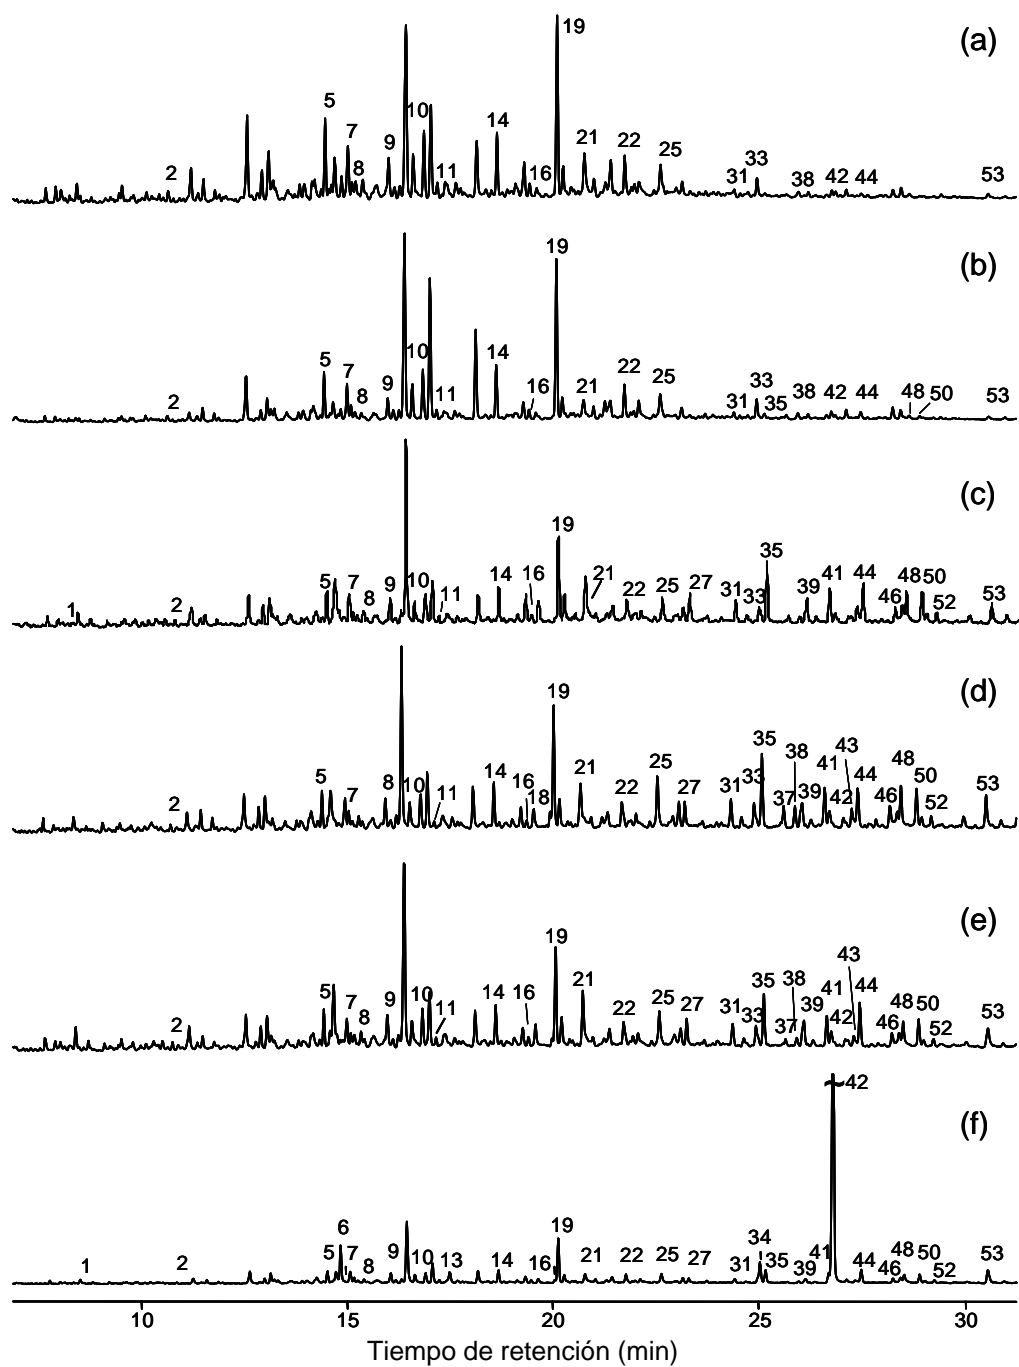 (a)
2 5 7 8 9 10 11 14 16 19 21 22 25 31 33 38 42 44 53
(b)
2 5 7 8 9 10 11 14 16 19 21 22 25 31 33 35 38 42 44 48 50 53
(c)
1 2 5 7 8 9 10 11 14 16 19 21 22 25 27 31 33 35 39 41 44 46 48 50 52 53
(d)
2 5 7 8 10 11 14 16 18 19 21 22 25 27 31 33 35 37 38 39 41 42 43 44 46 48 50 52 53
(e)
2 5 7 8 9 10 11 14 16 19 21 22 25 27 31 33 35 37 38 39 41 42 43 44 46 48 50 52 53
(f)
1 2 5 6 7 8 9 10 13 14 16 19 21 22 25 27 31 34 35 39 41 42 44 46 48 50 52 53
10 15 20 25 30
Tiempo de retención (min)